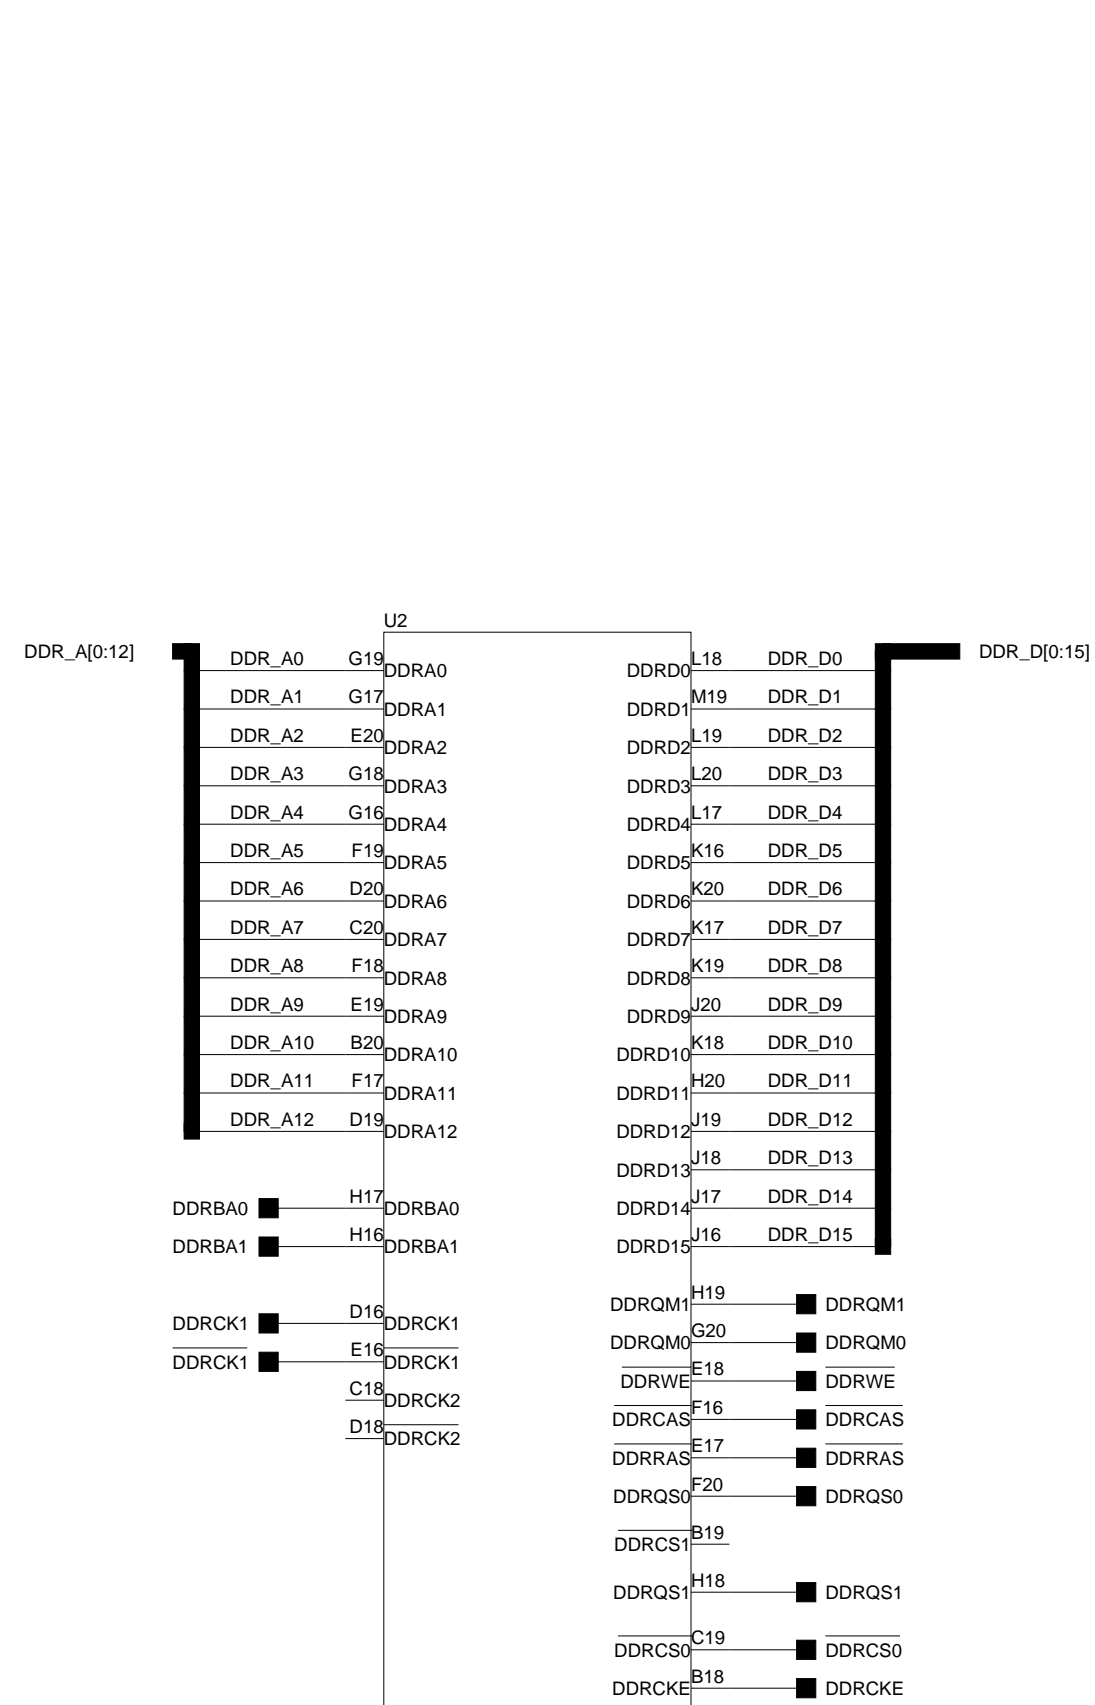 U2
DDR_A[0:12]
DDR_A0 G19 DDRA0
DDR_A1 G17 DDRA1
DDR_A2 E20 DDRA2
DDR_A3 G18 DDRA3
DDR_A4 G16 DDRA4
DDR_A5 F19 DDRA5
DDR_A6 D20 DDRA6
DDR_A7 C20 DDRA7
DDR_A8 F18 DDRA8
DDR_A9 E19 DDRA9
DDR_A10 B20 DDRA10
DDR_A11 F17 DDRA11
DDR_A12 D19 DDRA12
DDRBA0 H17 DDRBA0
DDRBA1 H16 DDRBA1
DDRCK1 D16 DDRCK1
DDRCK1 E16 DDRCK1
C18 DDRCK2
D18 DDRCK2
DDR_D[0:15]
DDRD0 L18 DDR_D0
DDRD1 M19 DDR_D1
DDRD2 L19 DDR_D2
DDRD3 L20 DDR_D3
DDRD4 L17 DDR_D4
DDRD5 K16 DDR_D5
DDRD6 K20 DDR_D6
DDRD7 K17 DDR_D7
DDRD8 K19 DDR_D8
DDRD9 J20 DDR_D9
DDRD10 K18 DDR_D10
DDRD11 H20 DDR_D11
DDRD12 J19 DDR_D12
DDRD13 J18 DDR_D13
DDRD14 J17 DDR_D14
DDRD15 J16 DDR_D15
DDRQM1 H19 DDRQM1
DDRQM0 G20 DDRQM0
DDRWE E18 DDRWE
DDRCAS F16 DDRCAS
DDRRAS E17 DDRRAS
DDRQS0 F20 DDRQS0
DDRCS1 B19
DDRQS1 H18 DDRQS1
DDRCS0 C19 DDRCS0
DDRCKE B18 DDRCKE